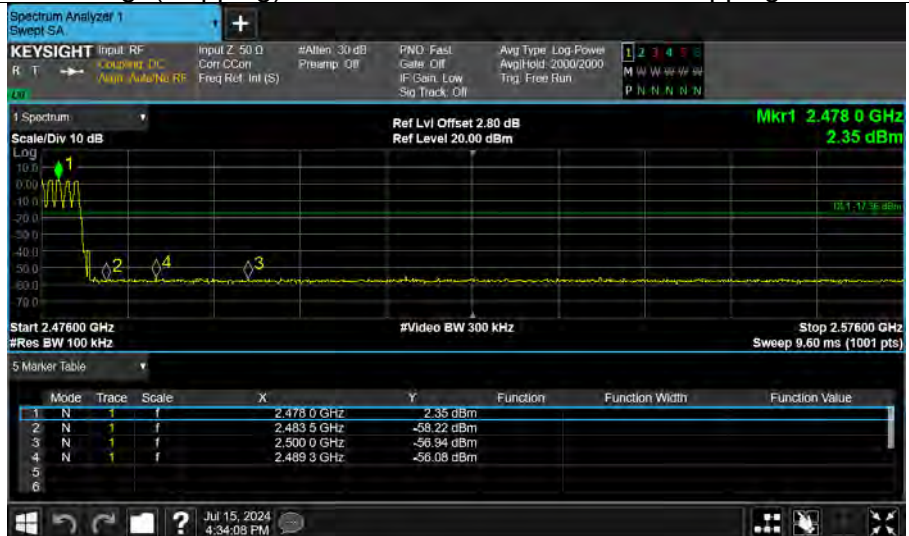 Spectrum Analyzer 1
Swept SA
+
KEYSIGHT Input: RF Input Z: 50 Ω #Atten: 30 dB PNO: Fast Avg Type: Log-Power 1 2 3 4 5 6
R T Coupling: DC Corr CCorr Preamp: Off Gate: Off Avg|Hold: 2000/2000 M W W W W W
Align: Auto/No RF Freq Ref: Int (S) IF Gain: Low Trig: Free Run P N N N N N
Sig Track: Off
1 Spectrum Ref Lvl Offset 2.80 dB Mkr1 2.478 0 GHz
Scale/Div 10 dB Ref Level 20.00 dBm 2.35 dBm
Log
10.0
0.00
-10.0
-20.0
-30.0
-40.0
-50.0
-60.0
-70.0
1
DL1 -17.36 dBm
2 4 3
Start 2.47600 GHz #Video BW 300 kHz Stop 2.57600 GHz
#Res BW 100 kHz Sweep 9.60 ms (1001 pts)
5 Marker Table
Mode Trace Scale X Y Function Function Width Function Value
1 N 1 f 2.478 0 GHz 2.35 dBm
2 N 1 f 2.483 5 GHz -58.22 dBm
3 N 1 f 2.500 0 GHz -56.94 dBm
4 N 1 f 2.489 3 GHz -56.08 dBm
5
6
? Jul 15, 2024
4:34:08 PM